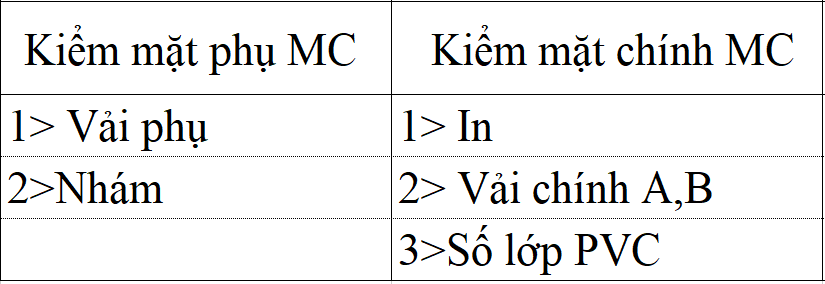 Kiểm mặt phụ MC
Kiểm mặt chính MC
1> Vải phụ
1> In
2>Nhám
2> Vải chính A,B
3>Số lớp PVC